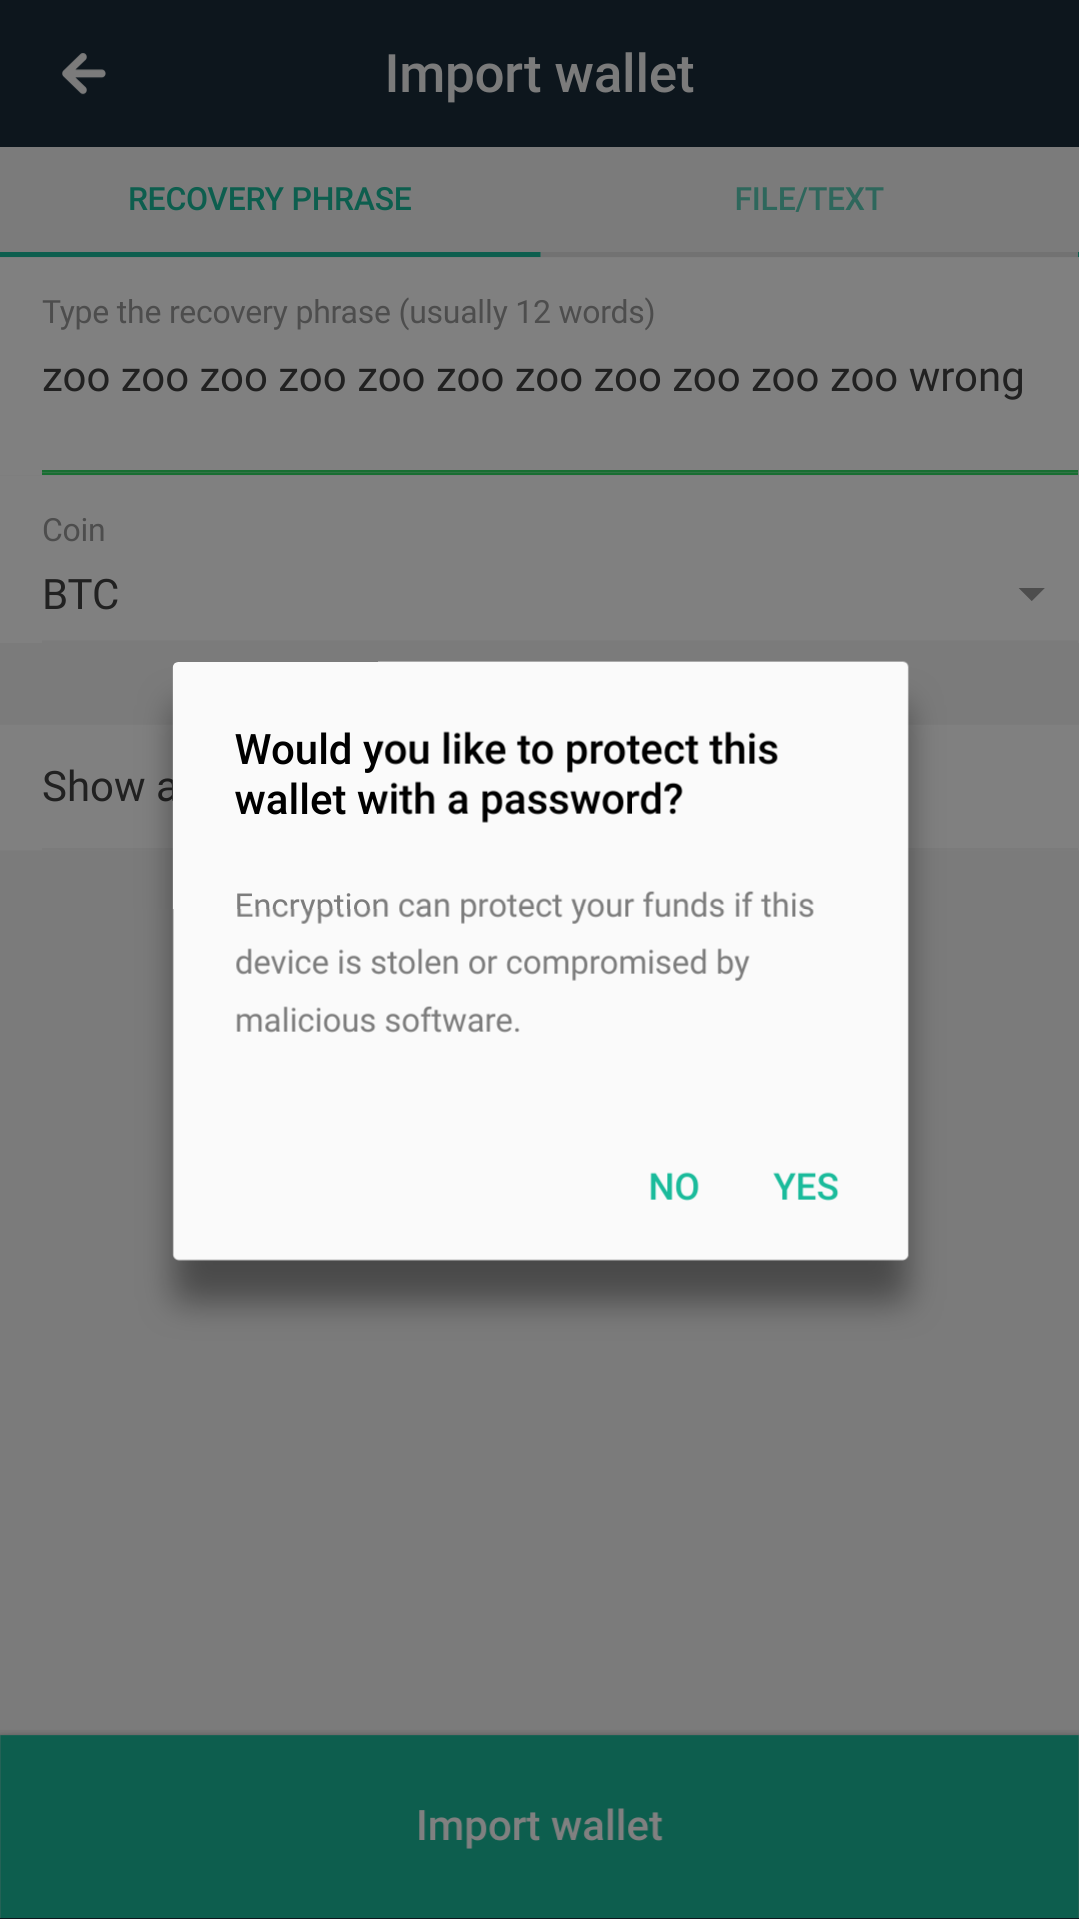 Import wallet
RECOVERY PHRASE FILE/TEXT
Type the recovery phrase (usually 12 words)
zoo zoo zoo zoo zoo zoo zoo zoo zoo zoo zoo wrong
Coin
BTC
Show
Would you like to protect this
wallet with a password?
Encryption can protect your funds if this
device is stolen or compromised by
malicious software.
NO YES
Import wallet